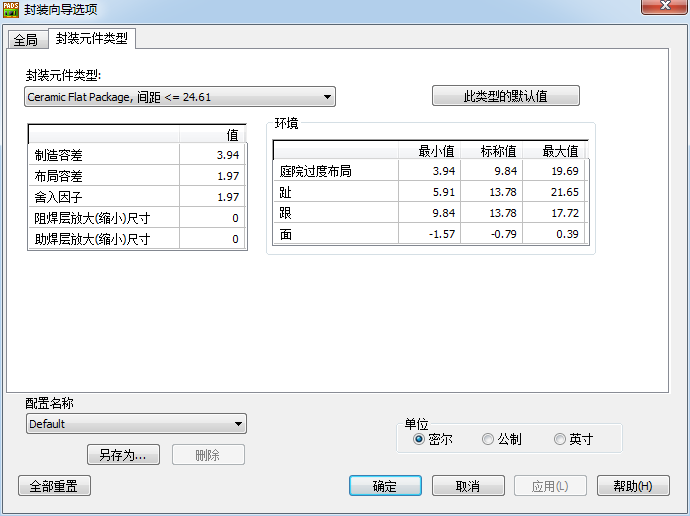 PADS
封装向导选项
全局 封装元件类型
封装元件类型:
Ceramic Flat Package, 间距 <= 24.61
此类型的默认值
值
制造容差 3.94
布局容差 1.97
舍入因子 1.97
阻焊层放大(缩小)尺寸 0
助焊层放大(缩小)尺寸 0
环境
最小值 标称值 最大值
庭院过度布局 3.94 9.84 19.69
趾 5.91 13.78 21.65
跟 9.84 13.78 17.72
面 -1.57 -0.79 0.39
配置名称
Default
另存为... 删除
单位
密尔 公制 英寸
全部重置 确定 取消 应用(L) 帮助(H)